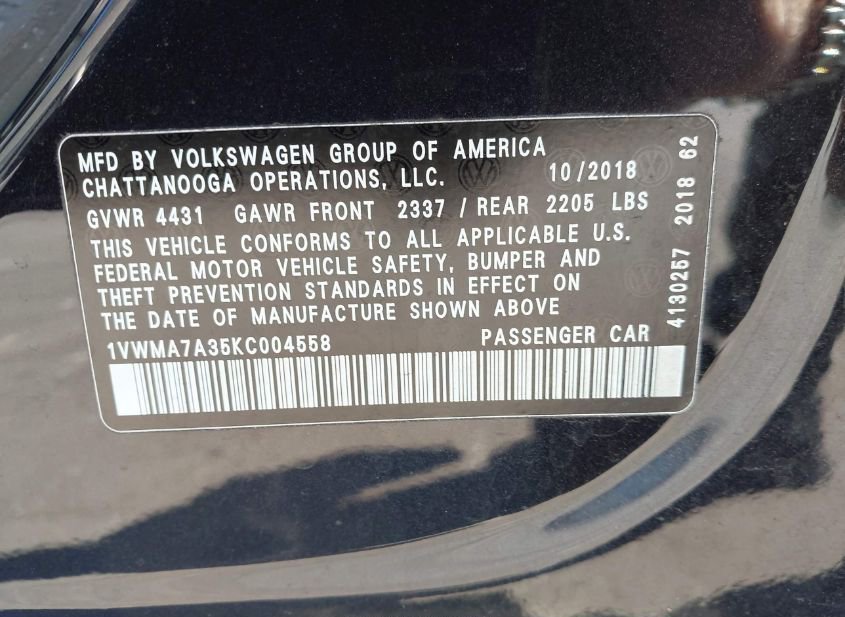 MFD BY VOLKSWAGEN GROUP OF AMERICA
CHATTANOOGA OPERATIONS, LLC. 10/2018
GVWR 4431 GAWR FRONT 2337 / REAR 2205 LBS
THIS VEHICLE CONFORMS TO ALL APPLICABLE U.S.
FEDERAL MOTOR VEHICLE SAFETY, BUMPER AND
THEFT PREVENTION STANDARDS IN EFFECT ON
THE DATE OF MANUFACTURE SHOWN ABOVE
1VWMA7A35KC004558 PASSENGER CAR
4130257 2018 62